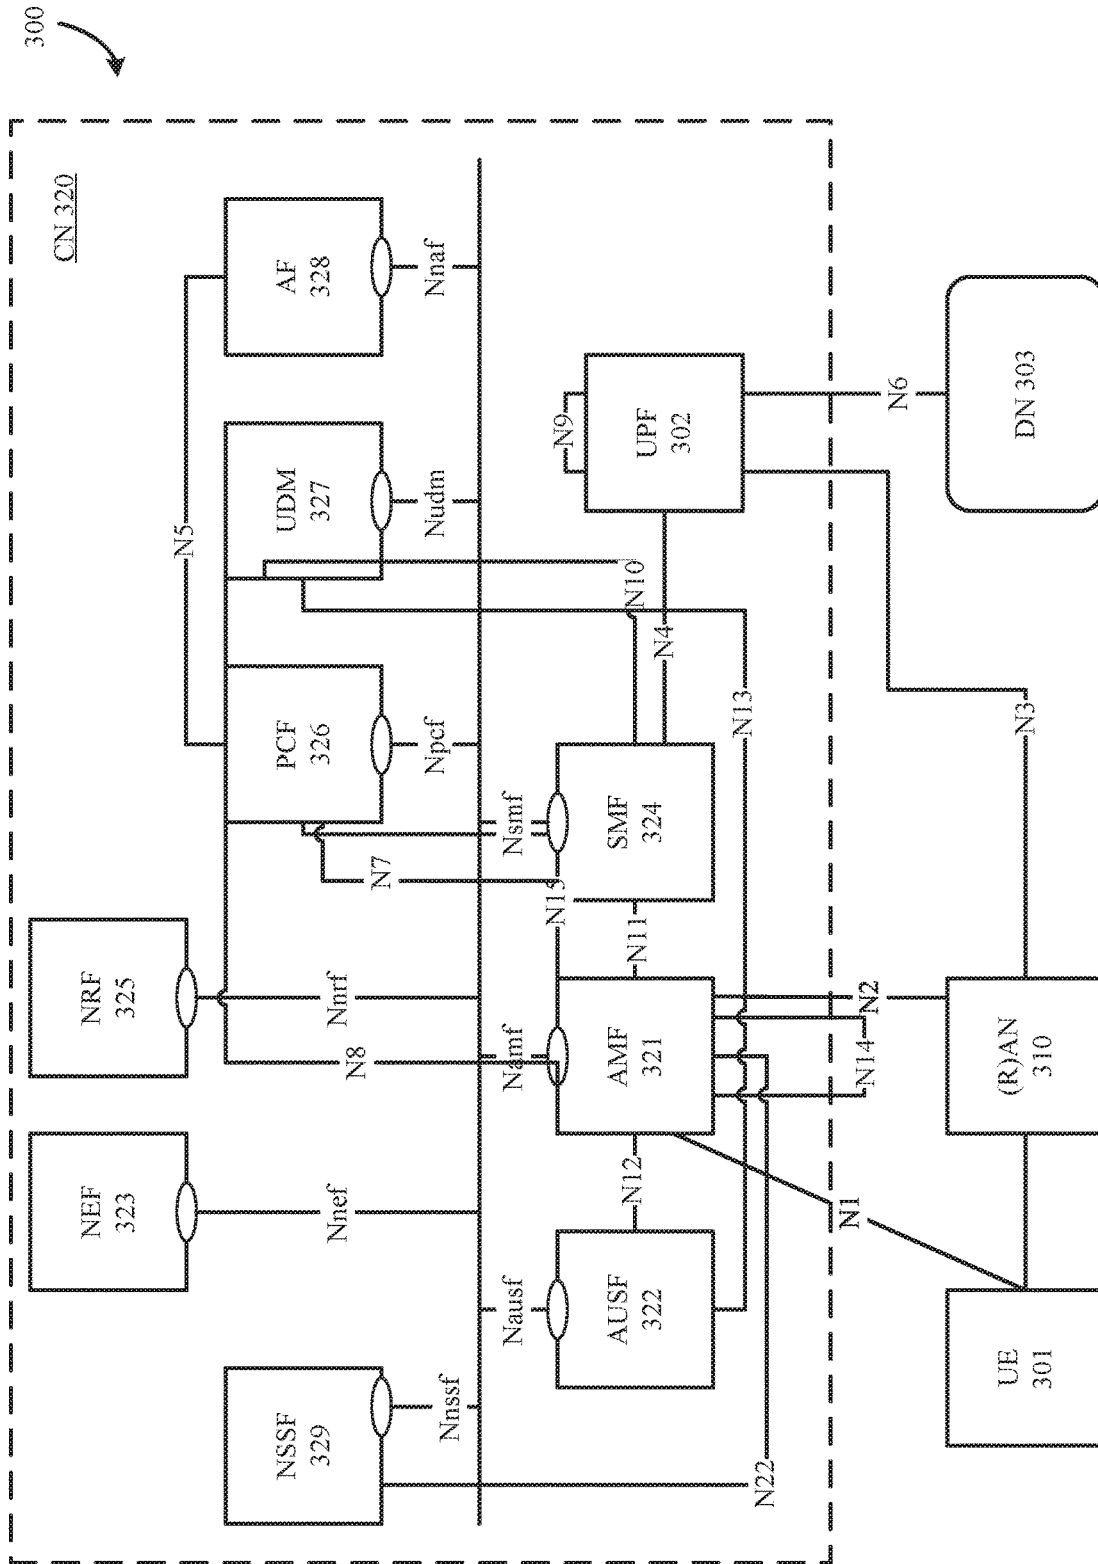 300
CN 320
NSSF
329
NEF
323
NRF
325
PCF
326
UDM
327
AF
328
N5
N8
N7
Nnssf
Nnef
Nnrf
Npcf
Nudm
Nnaf
Nausf
Namf
Nsmf
N15
N10
N9
AUSF
322
N12
AMF
321
N11
SMF
324
N4
UPF
302
N13
N22
N1
N14
N2
N3
N6
UE
301
(R)AN
310
DN 303